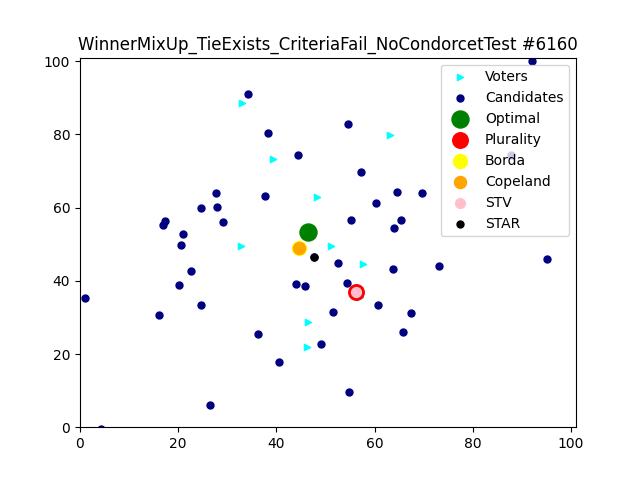 WinnerMixUp_TieExists_CriteriaFail_NoCondorcetTest #6160
100
80
60
40
20
0
0 20 40 60 80 100
Voters
Candidates
Optimal
Plurality
Borda
Copeland
STV
STAR